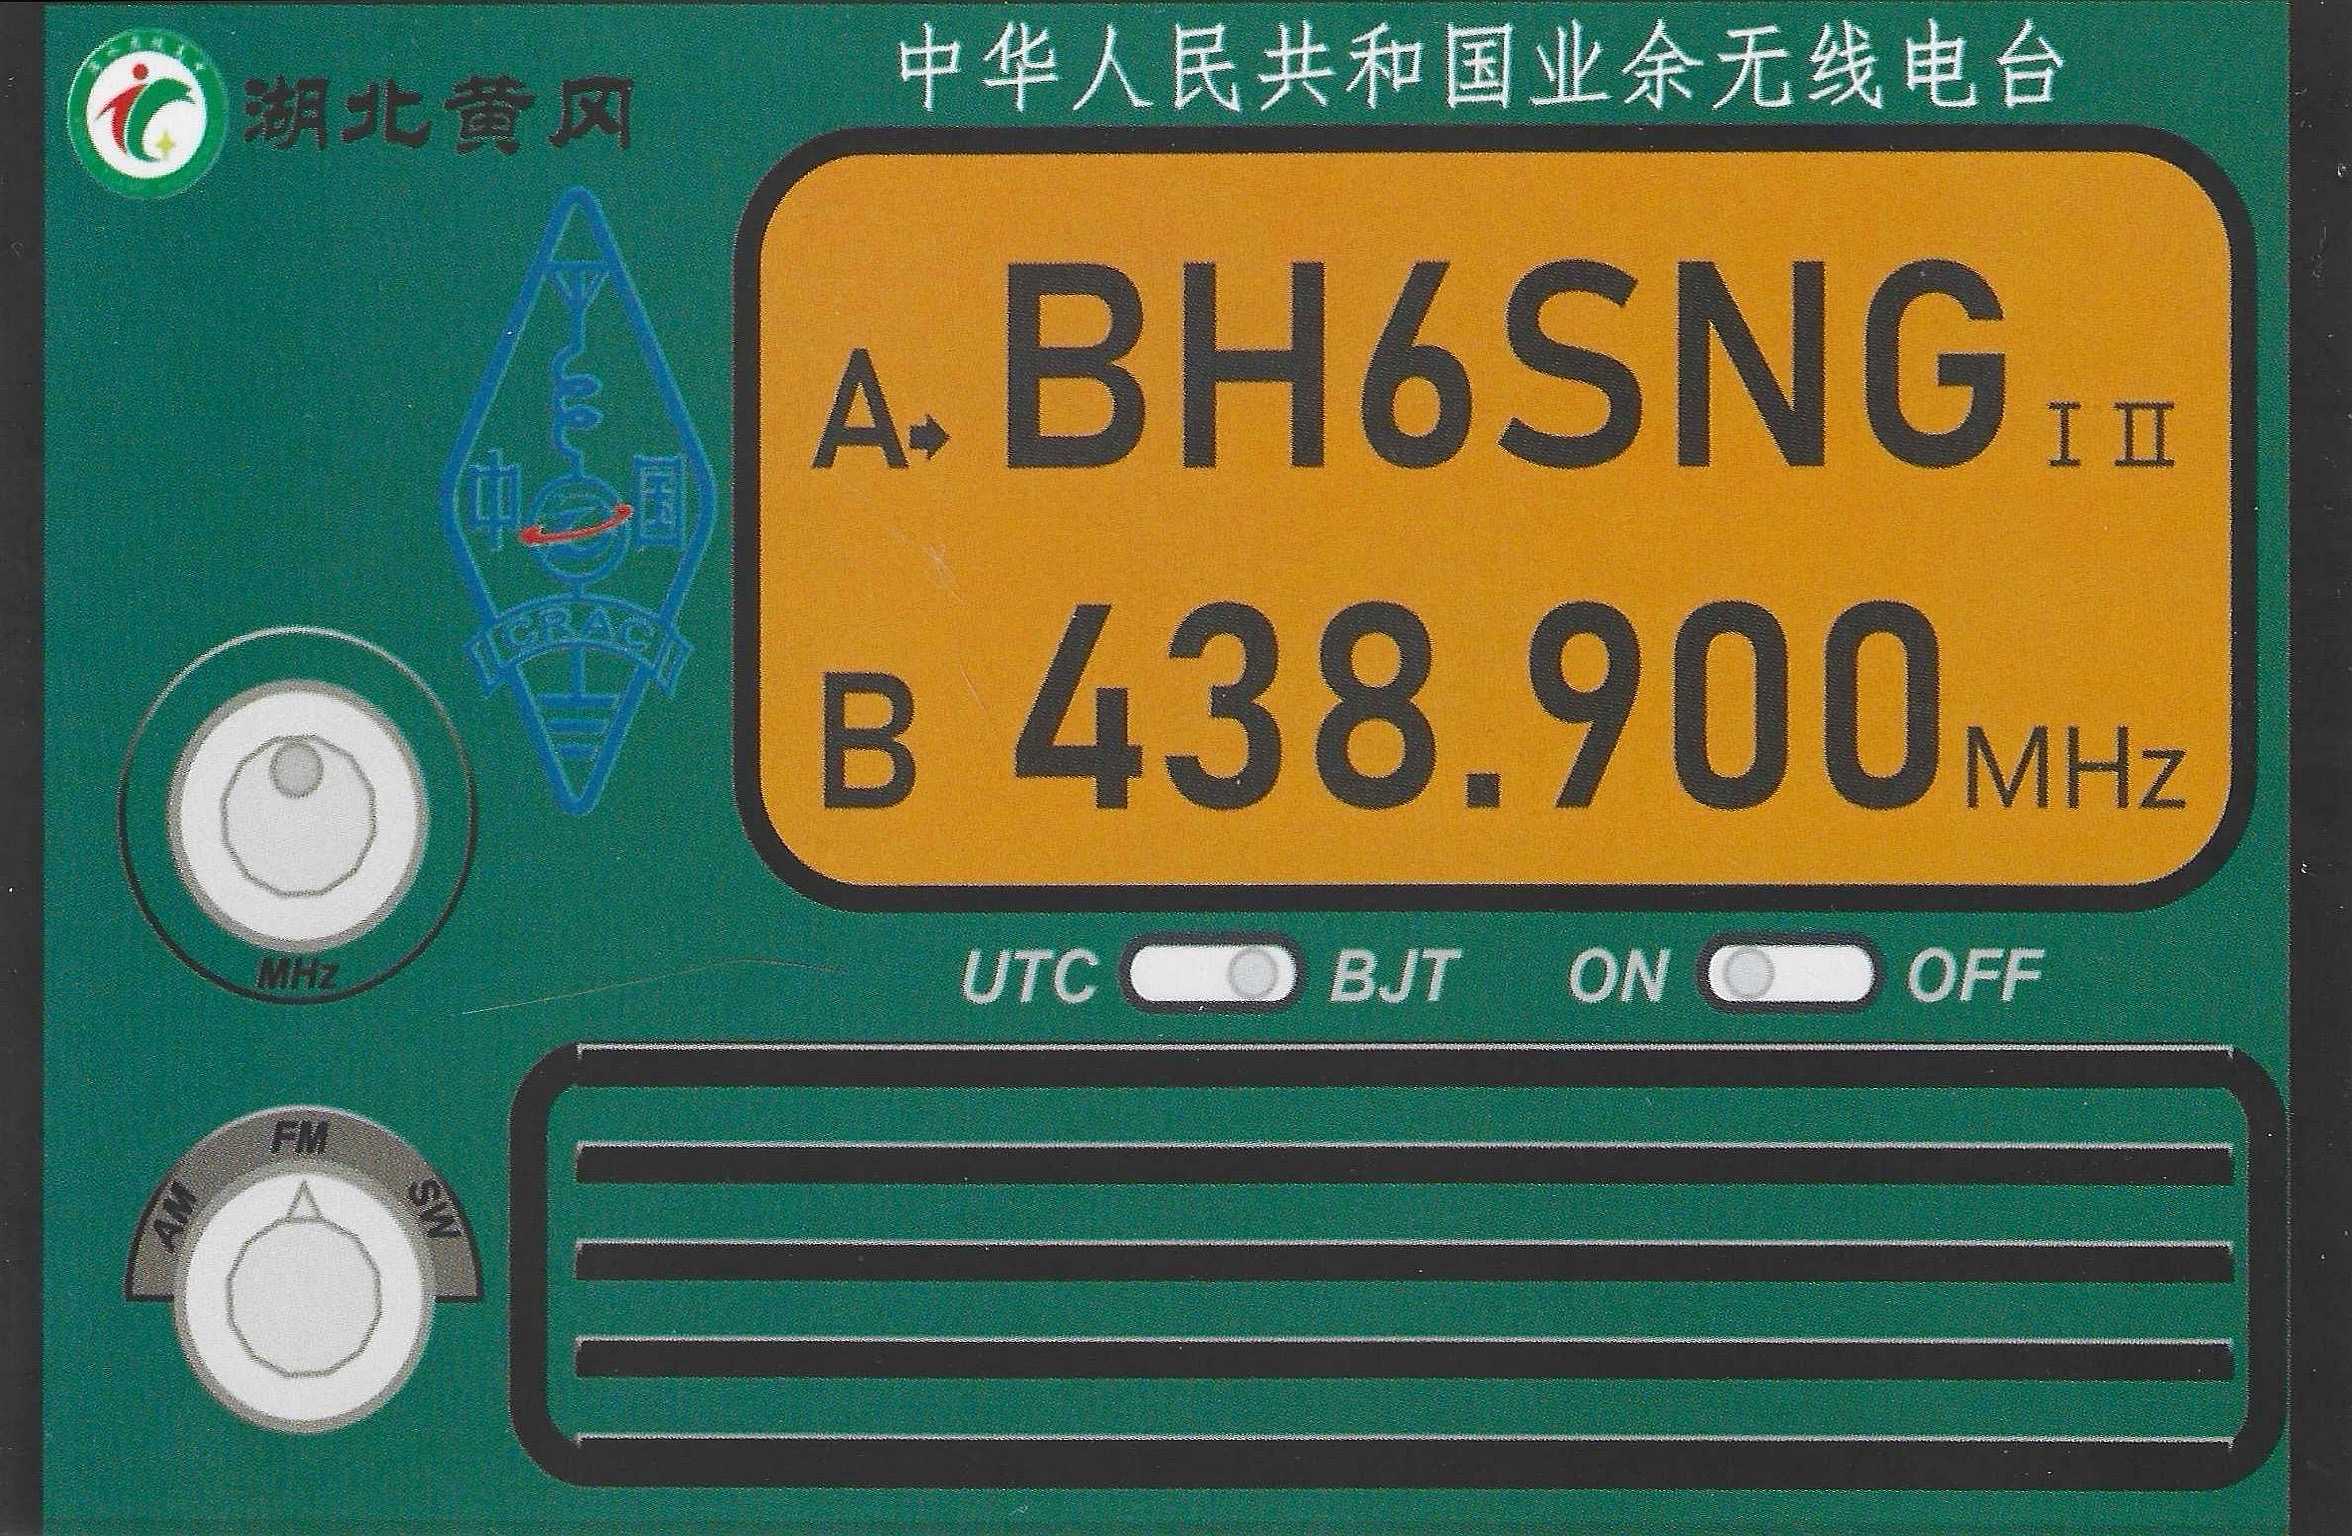 中华人民共和国业余无线电台
湖北黄冈
A BH6SNG I II
中国
CRAC
B 438.900 MHz
MHz
UTC BJT ON OFF
AM FM SW